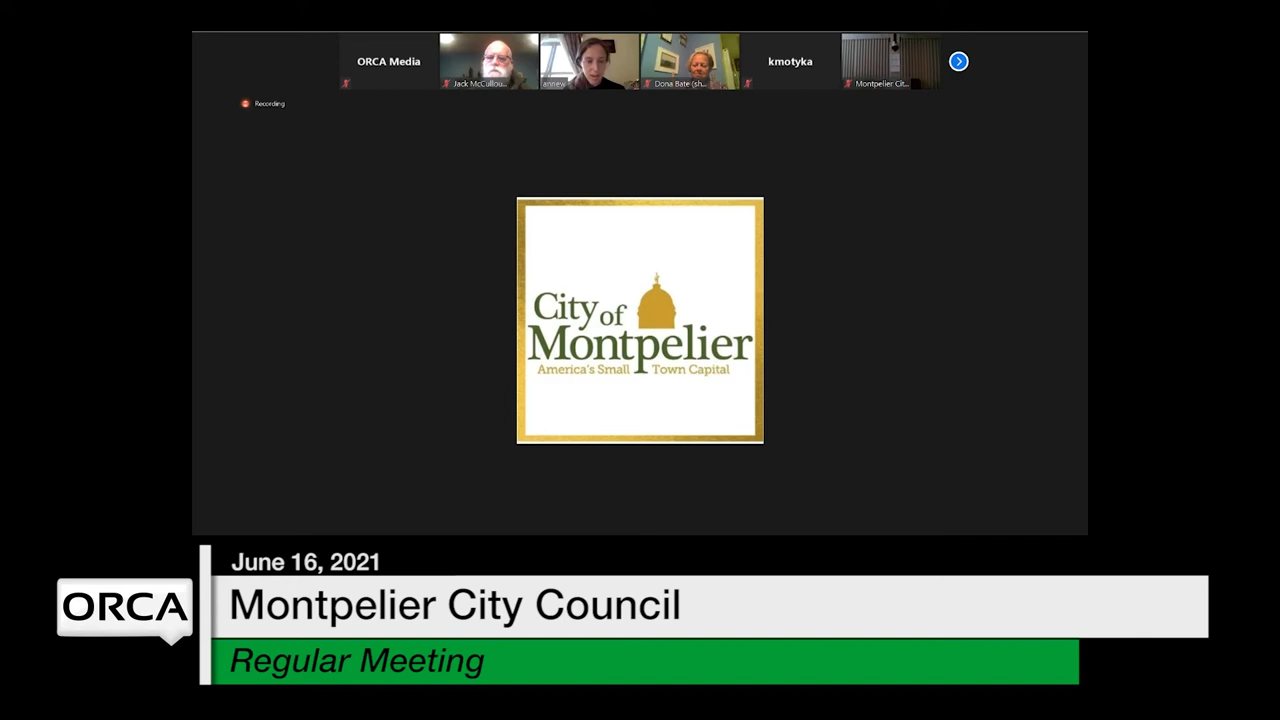 ORCA Media
Jack McCullou...
annew
Dona Bate (sh...
kmotyka
Montpelier Cit...
Recording
City of
Montpelier
America's Small Town Capital
June 16, 2021
ORCA
Montpelier City Council
Regular Meeting